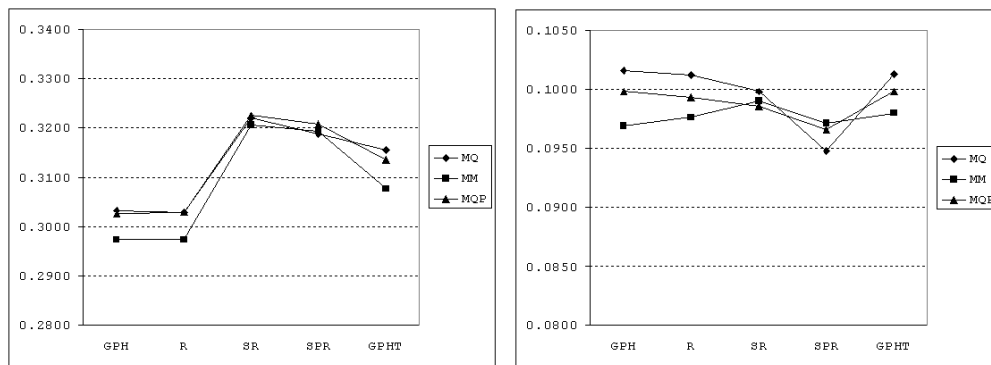 0.3400
0.3300
0.3200
0.3100
0.3000
0.2900
0.2800
GPH R SR SPR GPHT
MQ
MM
MQP
0.1050
0.1000
0.0950
0.0900
0.0850
0.0800
GPH R SR SPR GPHT
MQ
MM
MQP